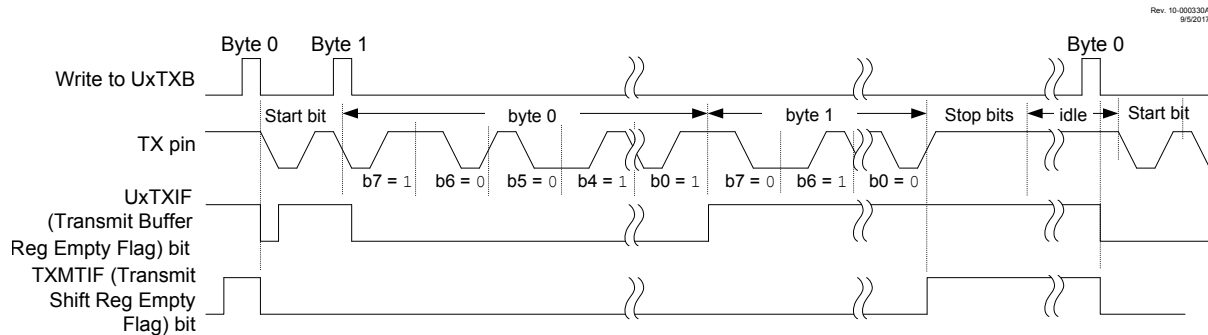 Rev. 10-000330A
9/5/2017
Byte 0 Byte 1 Byte 0
Write to UxTXB
Start bit byte 0 byte 1 Stop bits idle Start bit
TX pin
b7 = 1 b6 = 0 b5 = 0 b4 = 1 b0 = 1 b7 = 0 b6 = 1 b0 = 0
UxTXIF
(Transmit Buffer
Reg Empty Flag) bit
TXMTIF (Transmit
Shift Reg Empty
Flag) bit